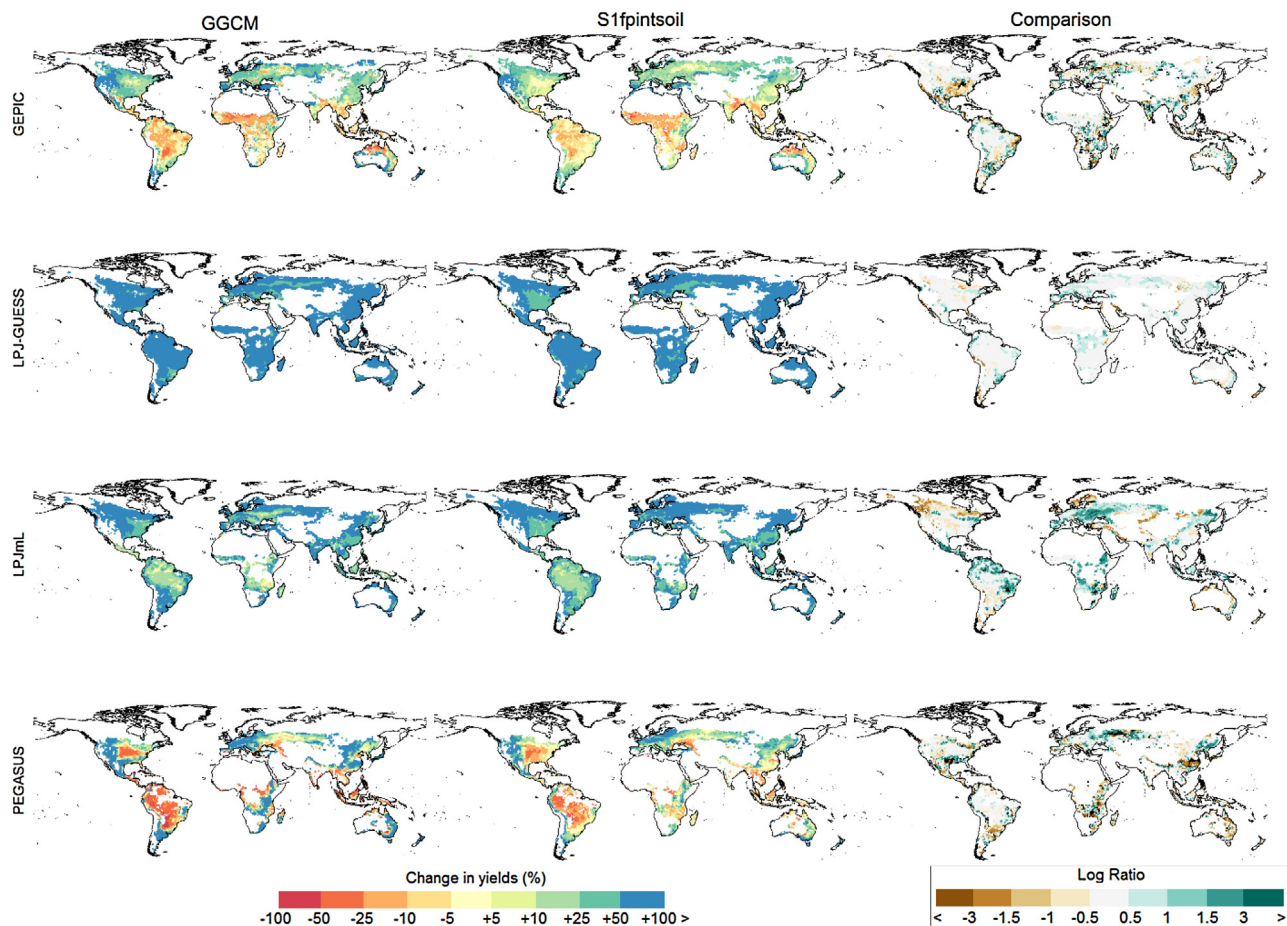 GGCM S1fpintsoil Comparison
GEPIC
LPJ-GUESS
LPJmL
PEGASUS
Change in yields (%)
-100 -50 -25 -10 -5 +5 +10 +25 +50 +100 >
Log Ratio
< -3 -1.5 -1 -0.5 0.5 1 1.5 3 >